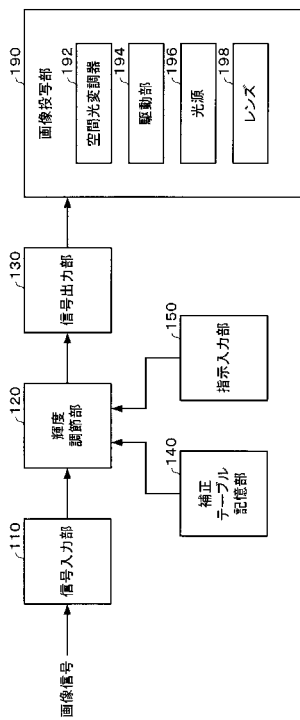 画像信号
110
信号入力部
120
輝度
調節部
130
信号出力部
140
補正
テーブル
記憶部
150
指示入力部
190
画像投写部
192
空間光変調器
194
駆動部
196
光源
198
レンズ